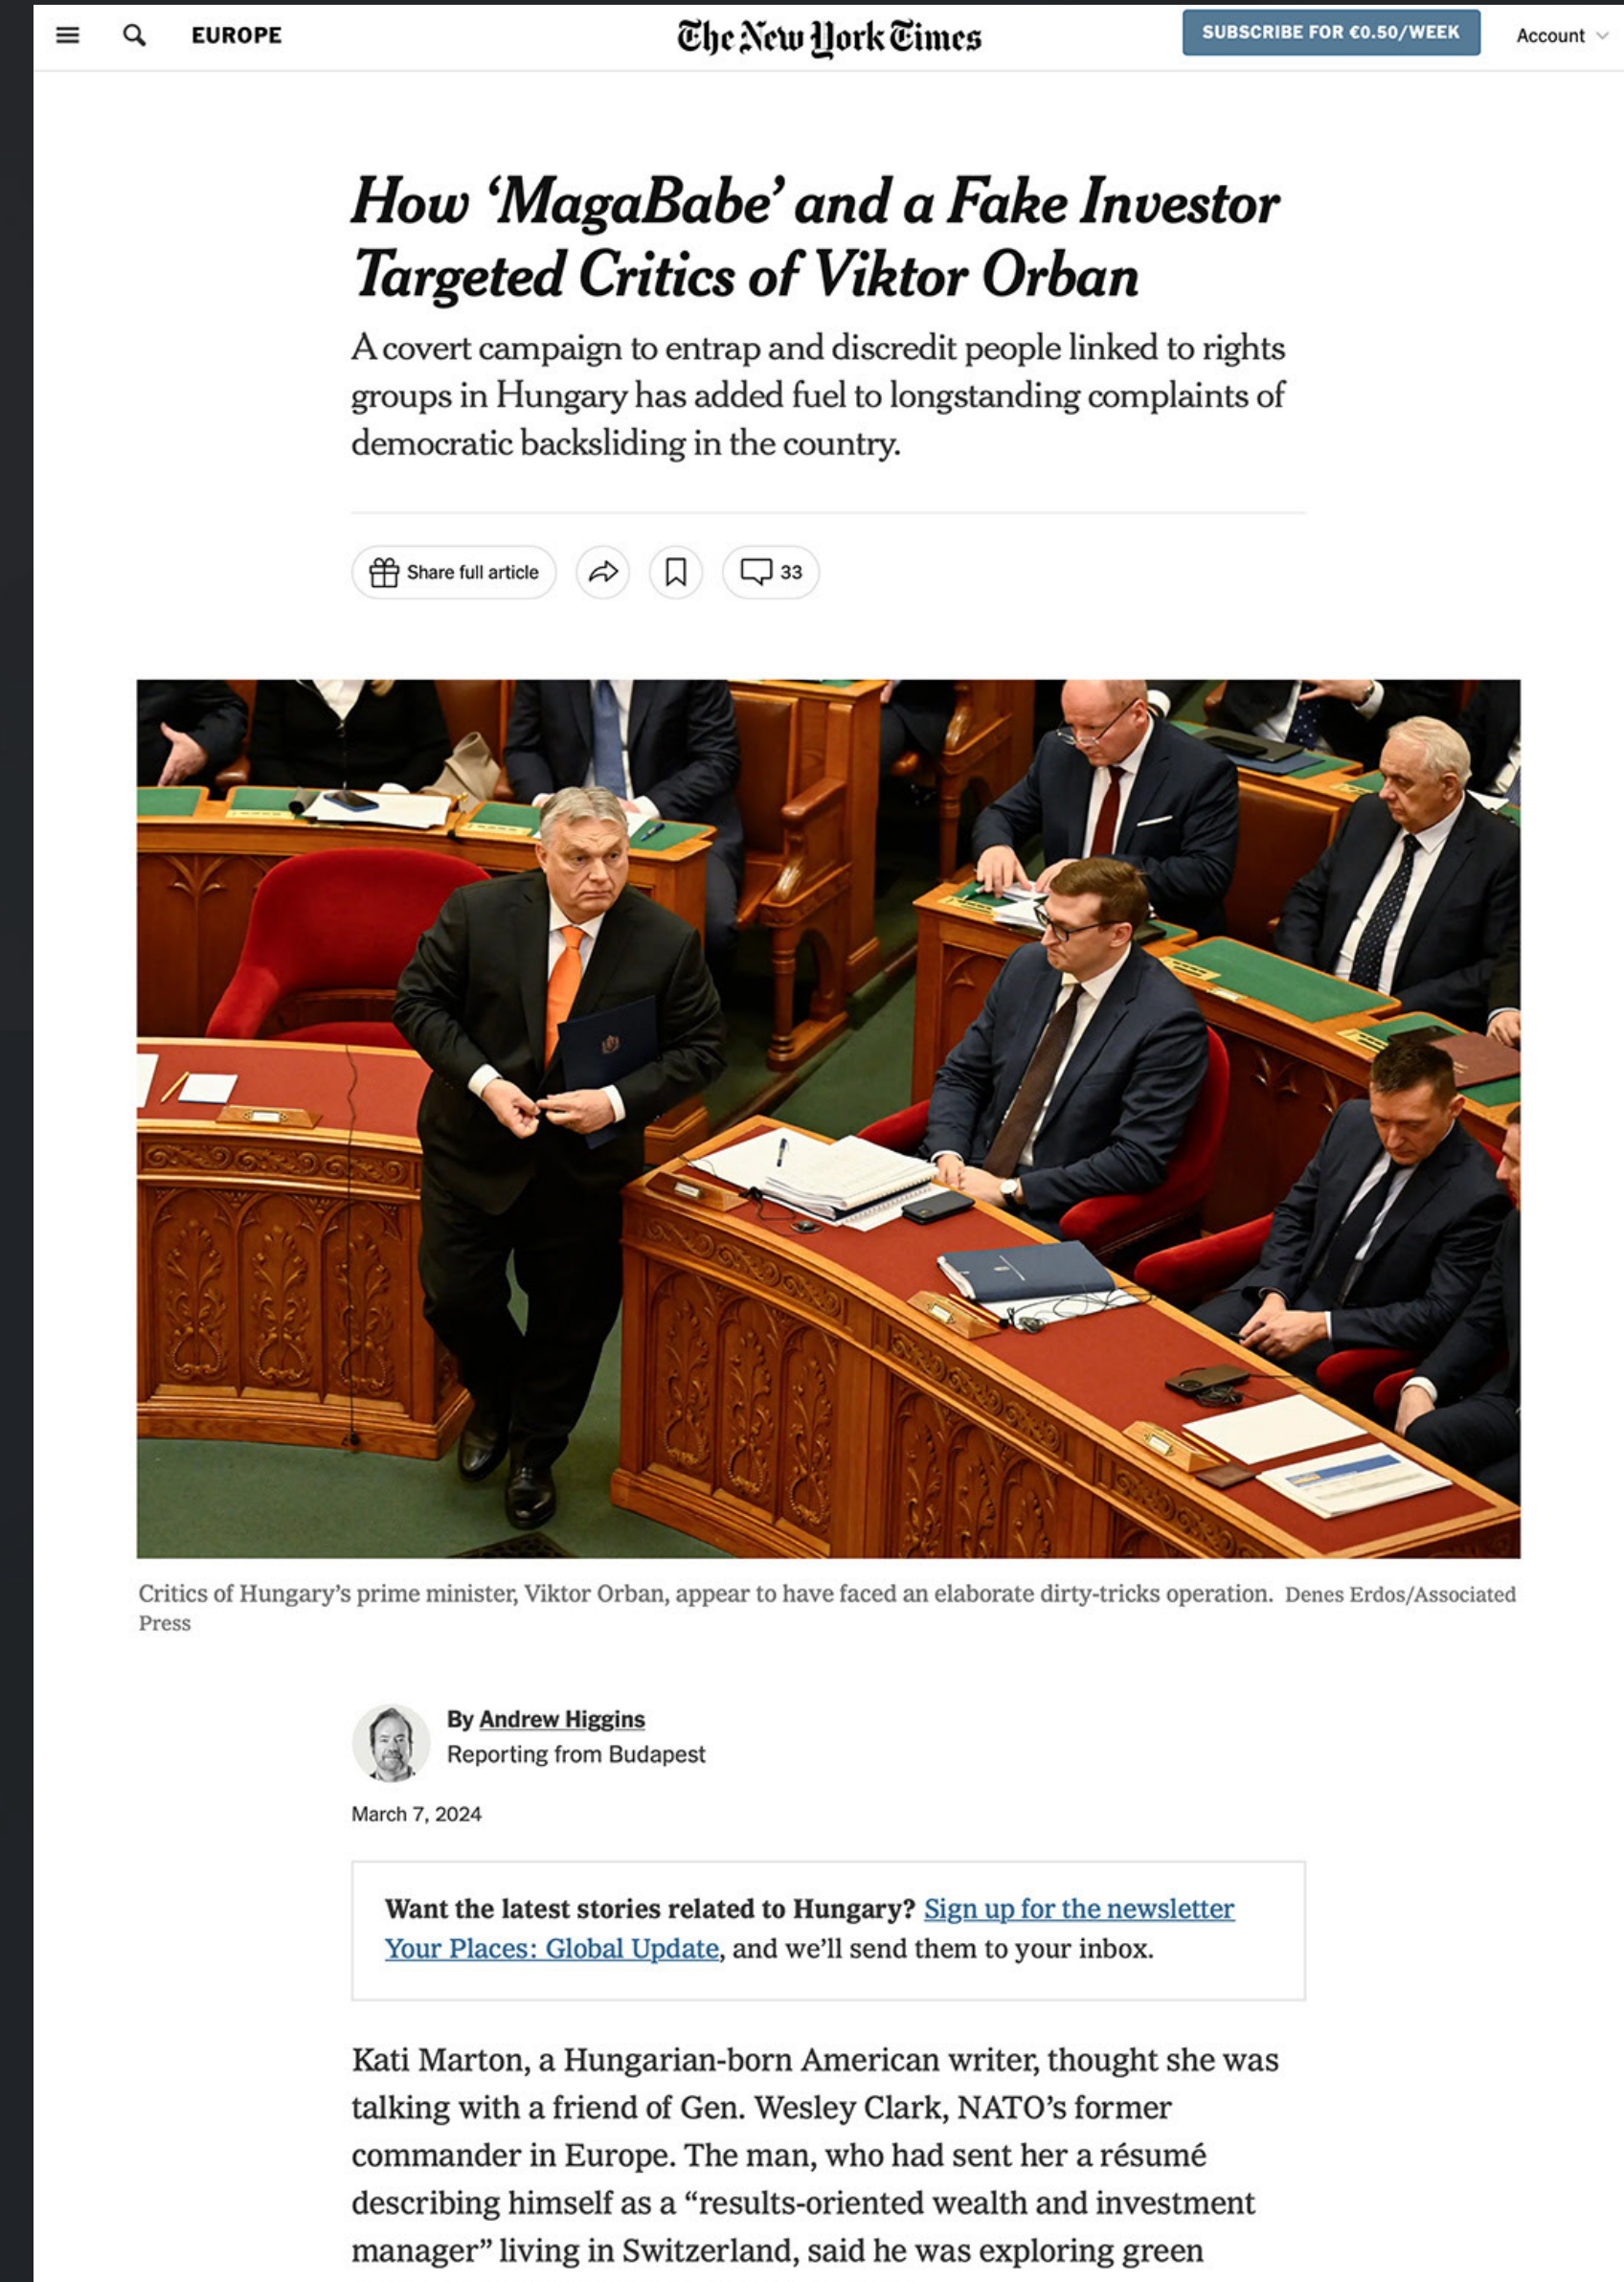 EUROPE
The New York Times
SUBSCRIBE FOR €0.50/WEEK
Account
How ‘MagaBabe’ and a Fake Investor
Targeted Critics of Viktor Orban
A covert campaign to entrap and discredit people linked to rights
groups in Hungary has added fuel to longstanding complaints of
democratic backsliding in the country.
Share full article
33
Critics of Hungary’s prime minister, Viktor Orban, appear to have faced an elaborate dirty-tricks operation. Denes Erdos/Associated
Press
By Andrew Higgins
Reporting from Budapest
March 7, 2024
Want the latest stories related to Hungary? Sign up for the newsletter
Your Places: Global Update, and we’ll send them to your inbox.
Kati Marton, a Hungarian-born American writer, thought she was
talking with a friend of Gen. Wesley Clark, NATO’s former
commander in Europe. The man, who had sent her a résumé
describing himself as a “results-oriented wealth and investment
manager” living in Switzerland, said he was exploring green